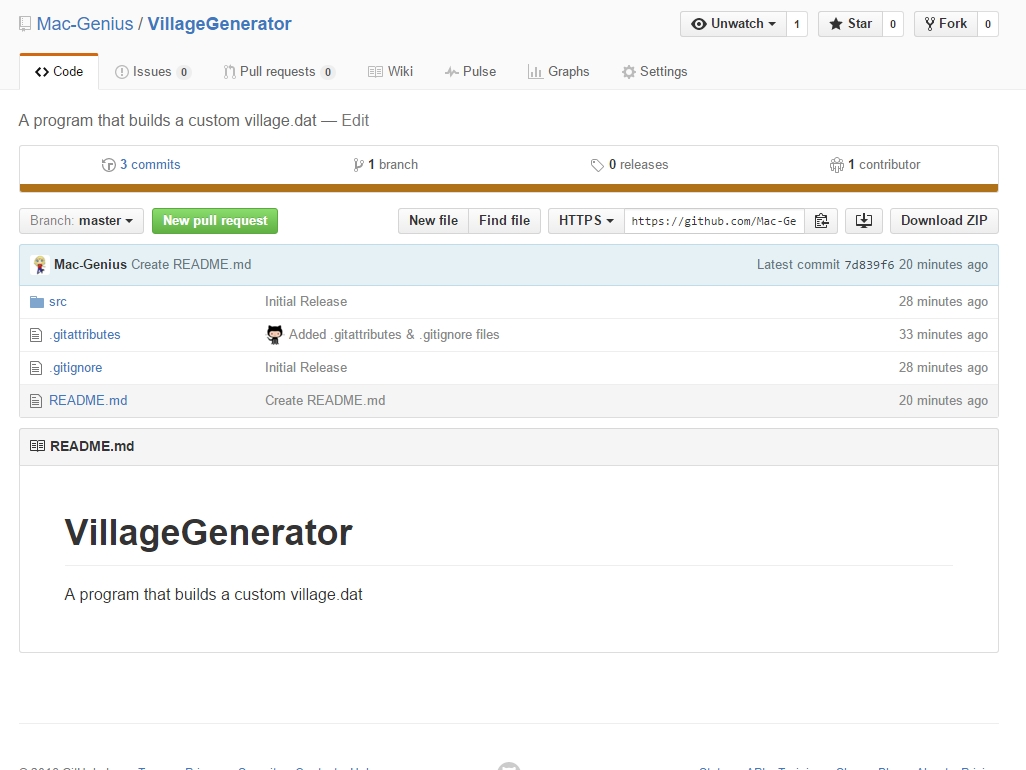 Mac-Genius / VillageGenerator Unwatch 1 Star 0 Fork 0
Code Issues 0 Pull requests 0 Wiki Pulse Graphs Settings
A program that builds a custom village.dat — Edit
3 commits 1 branch 0 releases 1 contributor
Branch: master New pull request New file Find file HTTPS https://github.com/Mac-Ge Download ZIP
Mac-Genius Create README.md Latest commit 7d839f6 20 minutes ago
src Initial Release 28 minutes ago
.gitattributes Added .gitattributes & .gitignore files 33 minutes ago
.gitignore Initial Release 28 minutes ago
README.md Create README.md 20 minutes ago
README.md
VillageGenerator
A program that builds a custom village.dat